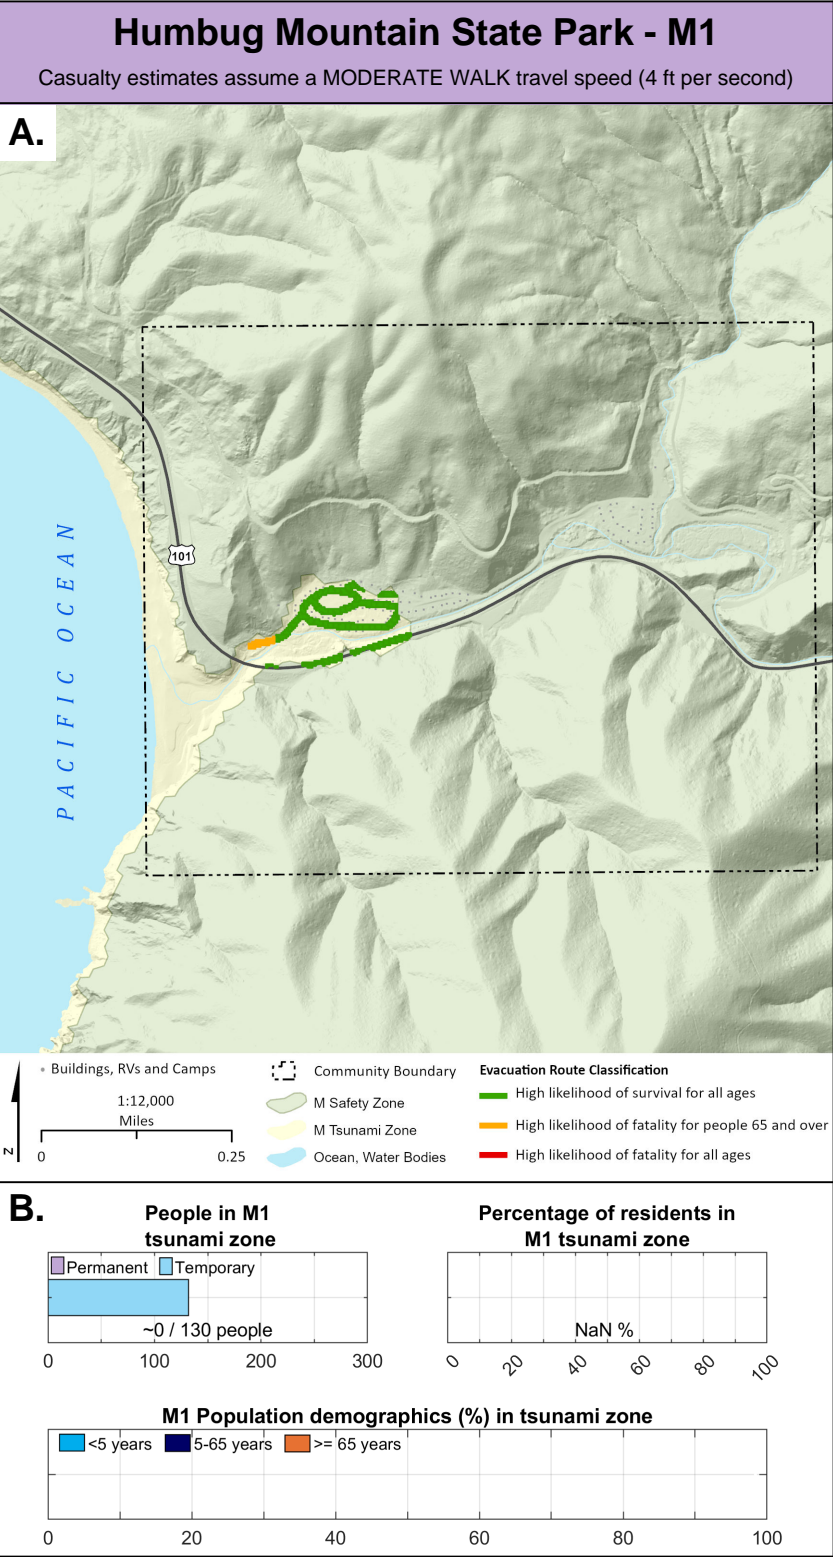 Humbug Mountain State Park - M1
Casualty estimates assume a MODERATE WALK travel speed (4 ft per second)
A.
101
PACIFIC OCEAN
Buildings, RVs and Camps
1:12,000
Miles
0 0.25
N
Community Boundary
M Safety Zone
M Tsunami Zone
Ocean, Water Bodies
Evacuation Route Classification
High likelihood of survival for all ages
High likelihood of fatality for people 65 and over
High likelihood of fatality for all ages
B.
People in M1
tsunami zone
Permanent Temporary
~0 / 130 people
0 100 200 300
Percentage of residents in
M1 tsunami zone
NaN %
0 20 40 60 80 100
M1 Population demographics (%) in tsunami zone
<5 years 5-65 years >= 65 years
0 20 40 60 80 100